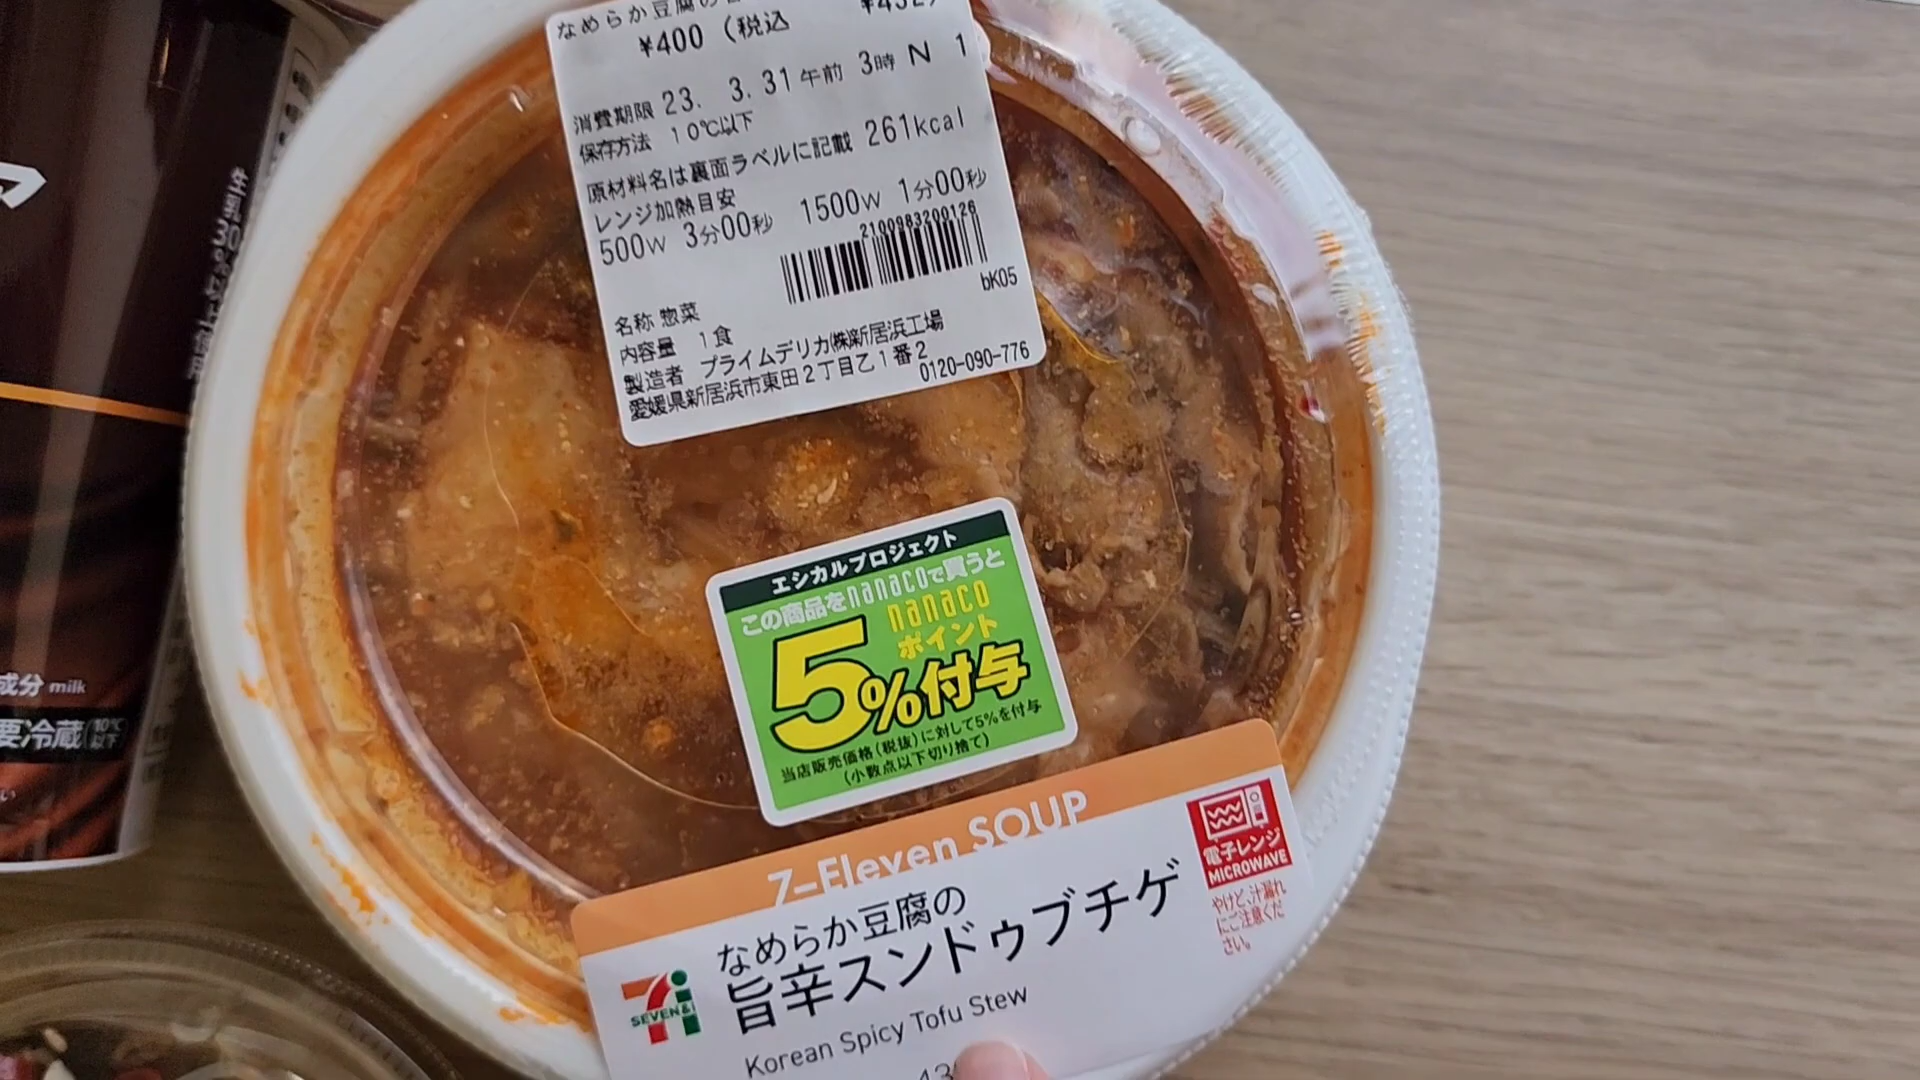 なめらか豆腐の旨
¥400(税込 ¥432)
消費期限 23. 3. 31午前 3時 N 1
保存方法 10℃以下
原材料名は裏面ラベルに記載 261kcal
レンジ加熱目安
500W 3分00秒 1500W 1分00秒
2100983200126
bK05
名称 惣菜
内容量 1食
製造者 プライムデリカ㈱新居浜工場
愛媛県新居浜市東田2丁目乙1番2
0120-090-776
エシカルプロジェクト
この商品をnanacoで買うと
nanaco
ポイント
5%付与
当店販売価格(税抜)に対して5%を付与
(小数点以下切り捨て)
7-Eleven SOUP
なめらか豆腐の
旨辛スンドゥブチゲ
Korean Spicy Tofu Stew
43
SEVEN&i
電子レンジ
MICROWAVE
やけど、汁漏れ
にご注意くだ
さい。
成分 milk
要冷蔵(10℃以下)